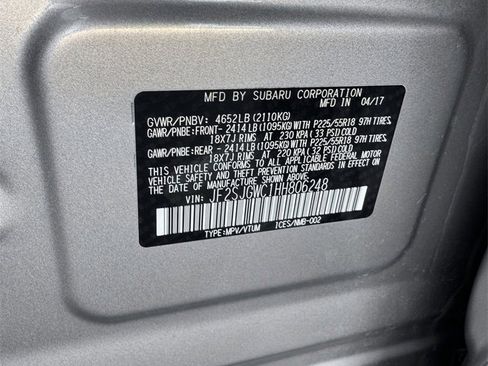 MFD BY SUBARU CORPORATION
MFD IN 04/17
GVWR/PNBV: 4652LB (2110KG)
GAWR/PNBE:FRONT- 2414 LB (1095KG) WITH P225/55R18 97H TIRES,
18X7J RIMS AT 230 KPA ( 33 PSI) COLD
GAWR/PNBE:REAR - 2414 LB (1095KG) WITH P225/55R18 97H TIRES,
18X7J RIMS AT 220 KPA ( 32 PSI) COLD
THIS VEHICLE CONFORMS TO ALL APPLICABLE FEDERAL MOTOR
VEHICLE SAFETY AND THEFT PREVENTION STANDARDS IN EFFECT ON
THE DATE OF MANUFACTURE SHOWN ABOVE.
VIN: JF2SJGWC1HH806248
TYPE:MPV/VTUM ICES/NMB-002